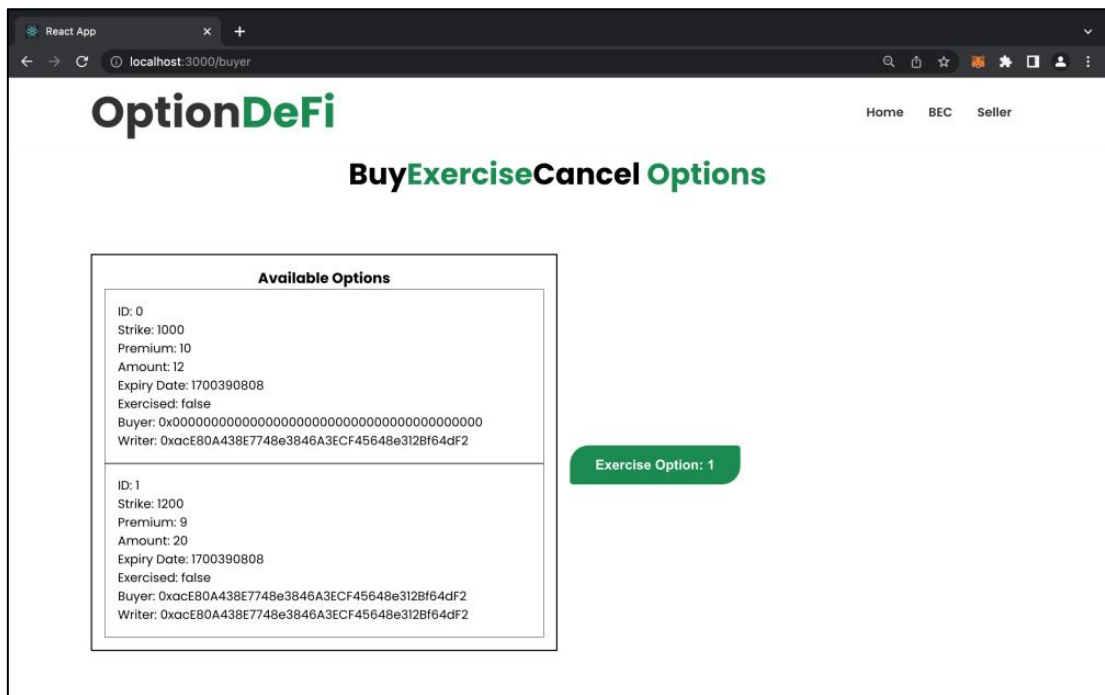 React App
localhost:3000/buyer
OptionDeFi
Home BEC Seller
BuyExerciseCancel Options
Available Options
ID: 0
Strike: 1000
Premium: 10
Amount: 12
Expiry Date: 1700390808
Exercised: false
Buyer: 0x0000000000000000000000000000000000000000
Writer: 0xacE80A438E7748e3846A3ECF45648e312Bf64dF2
Exercise Option: 1
ID: 1
Strike: 1200
Premium: 9
Amount: 20
Expiry Date: 1700390808
Exercised: false
Buyer: 0xacE80A438E7748e3846A3ECF45648e312Bf64dF2
Writer: 0xacE80A438E7748e3846A3ECF45648e312Bf64dF2